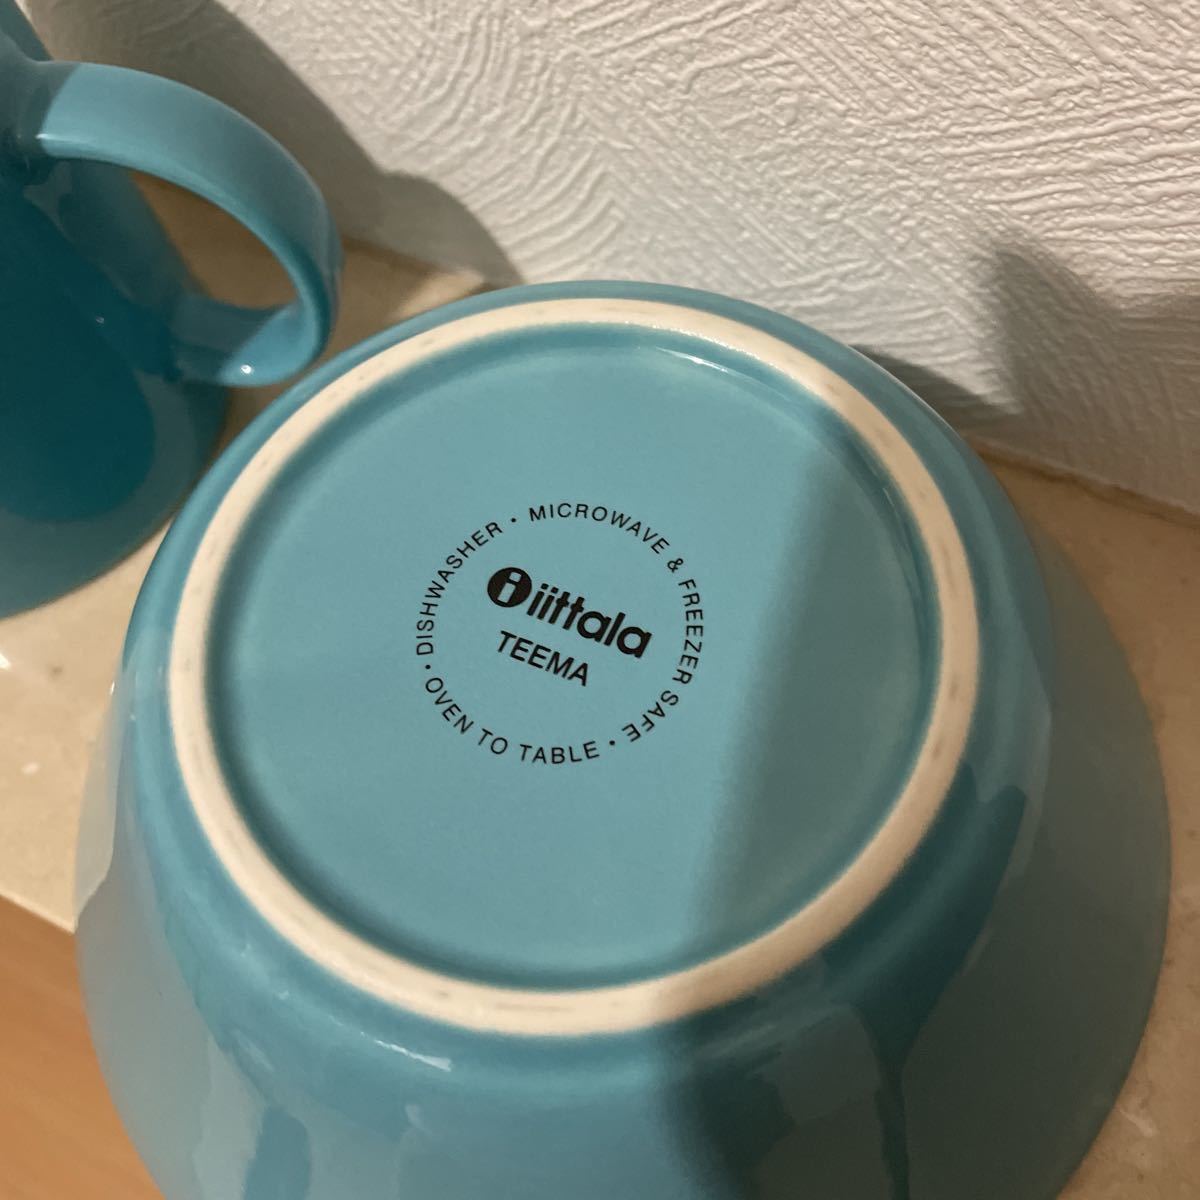 DISHWASHER · MICROWAVE & FREEZER SAFE · OVEN TO TABLE ·
i iittala
TEEMA